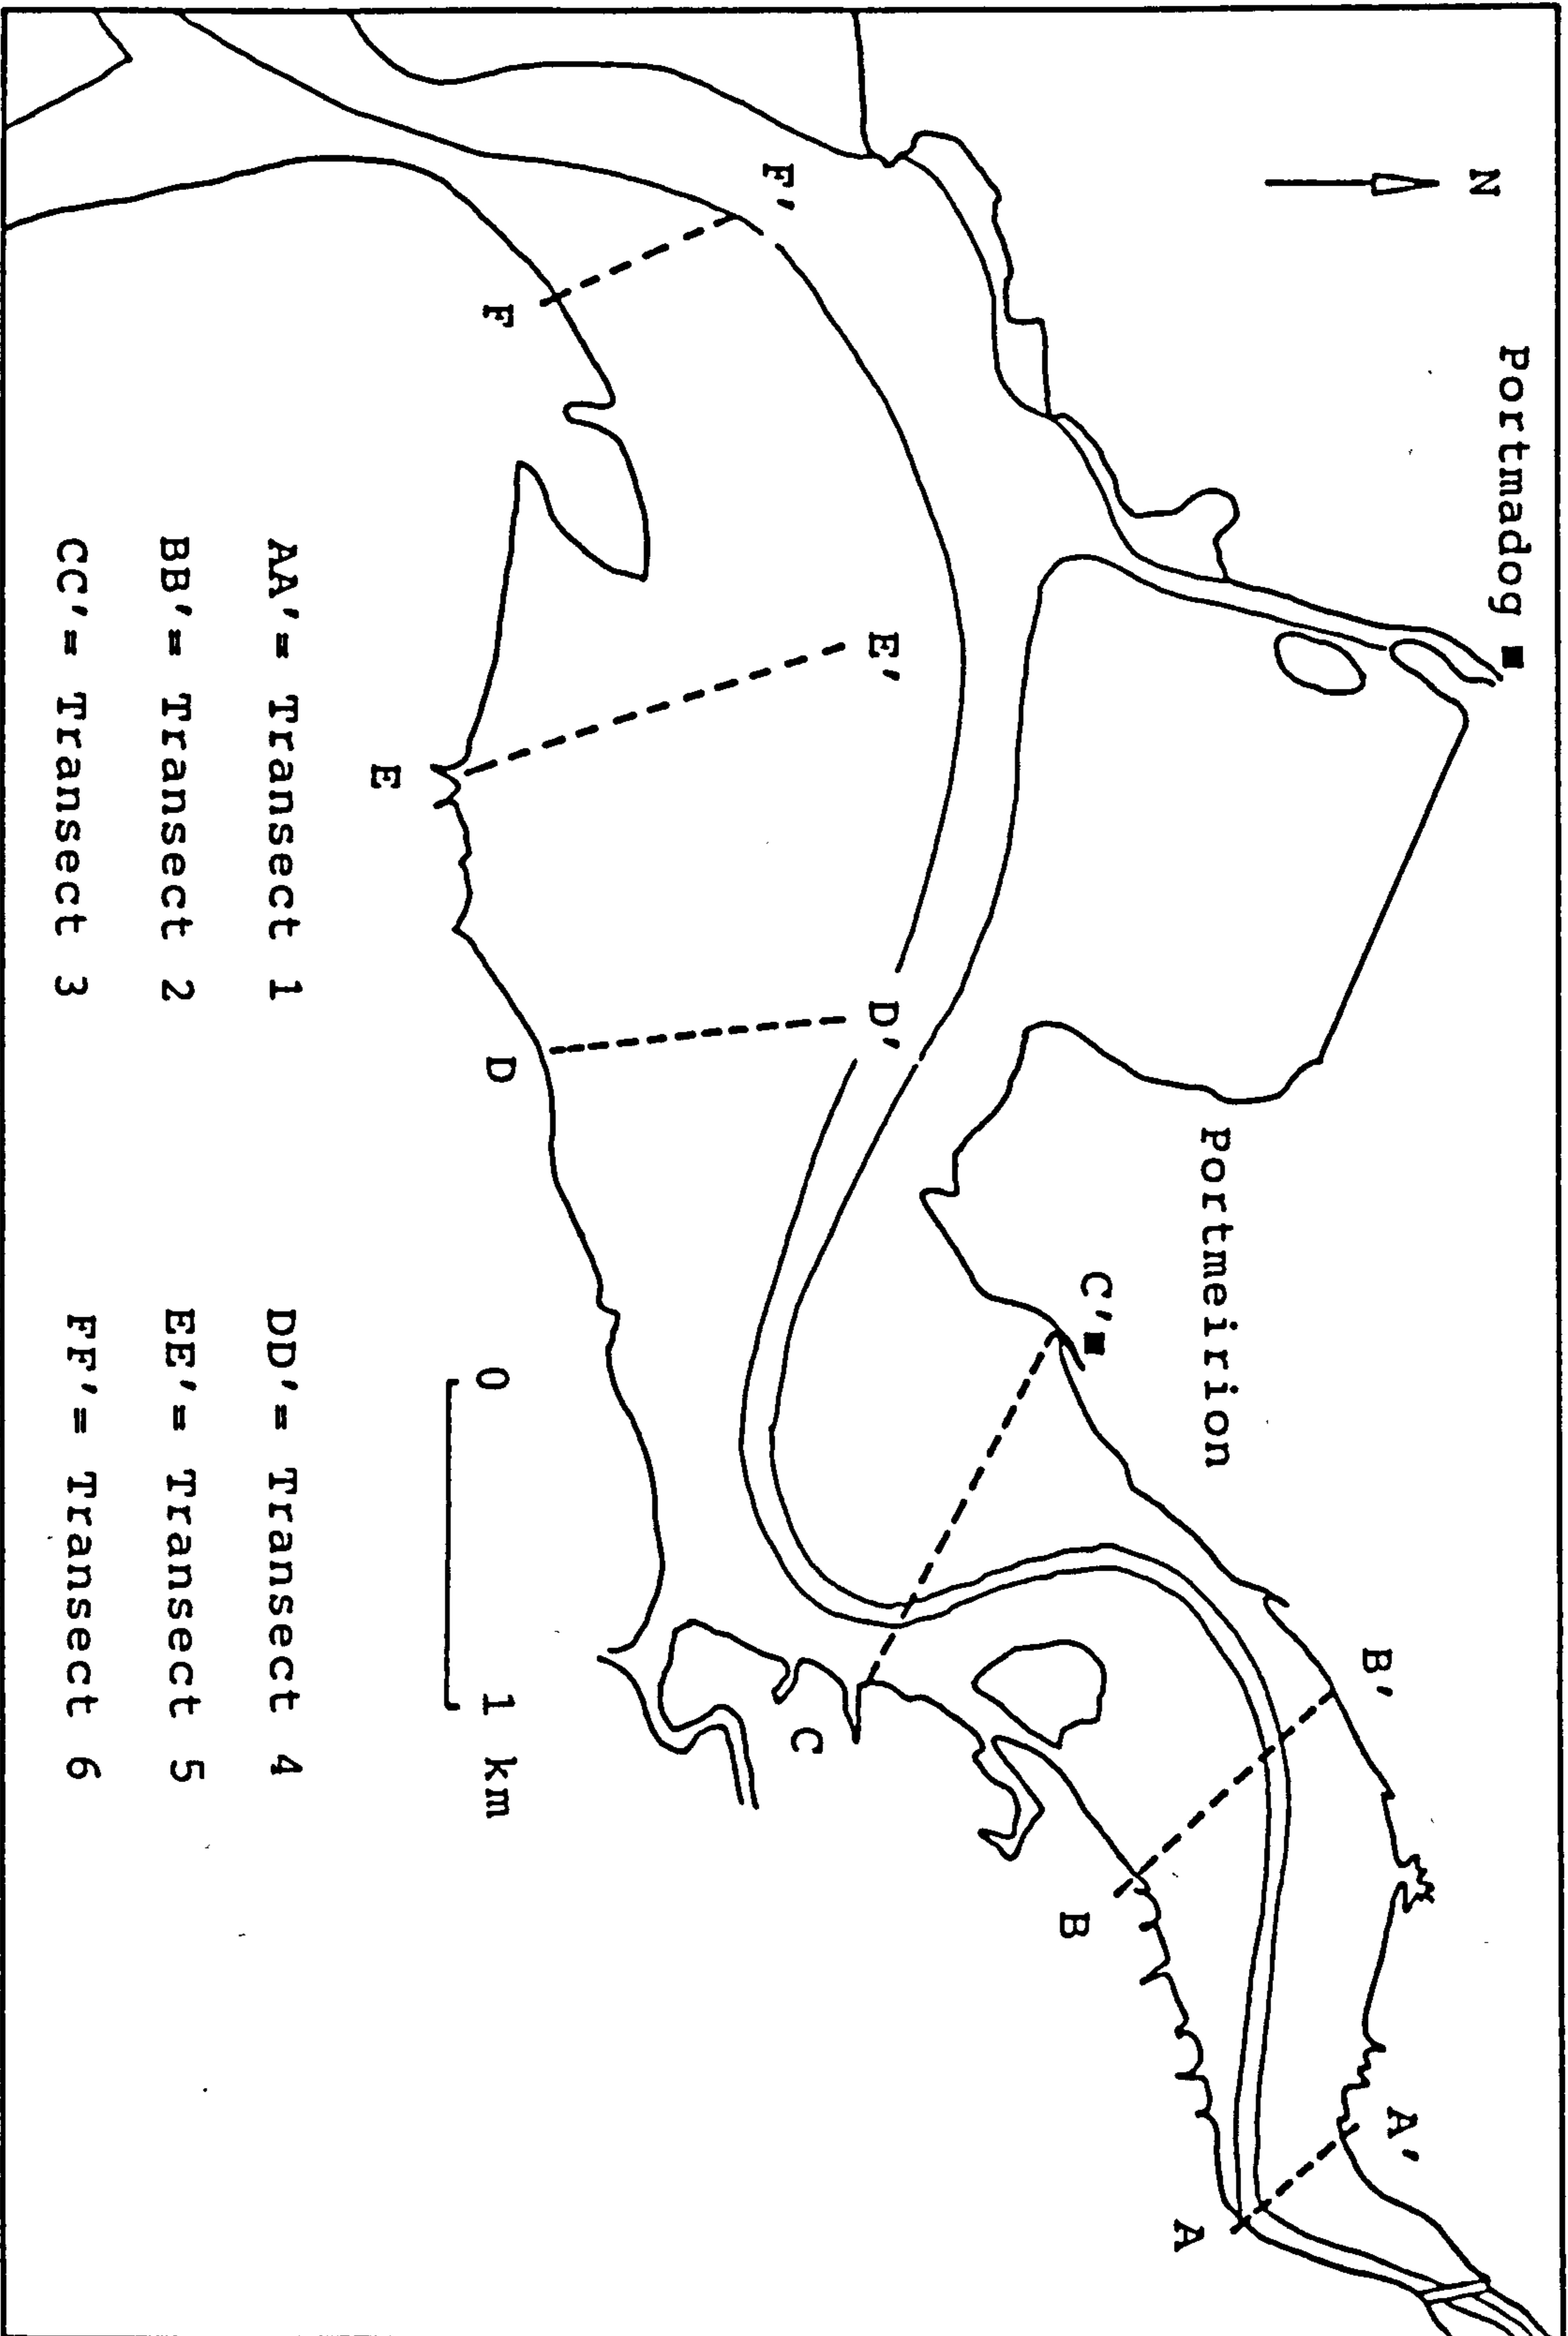 N
Portmadog
Portmeirion
C'
B'
A'
F'
E'
D'
F
E
D
C
B
A
0 1 km
AA'= Transect 1
BB'= Transect 2
CC'= Transect 3
DD'= Transect 4
EE'= Transect 5
FF'= Transect 6